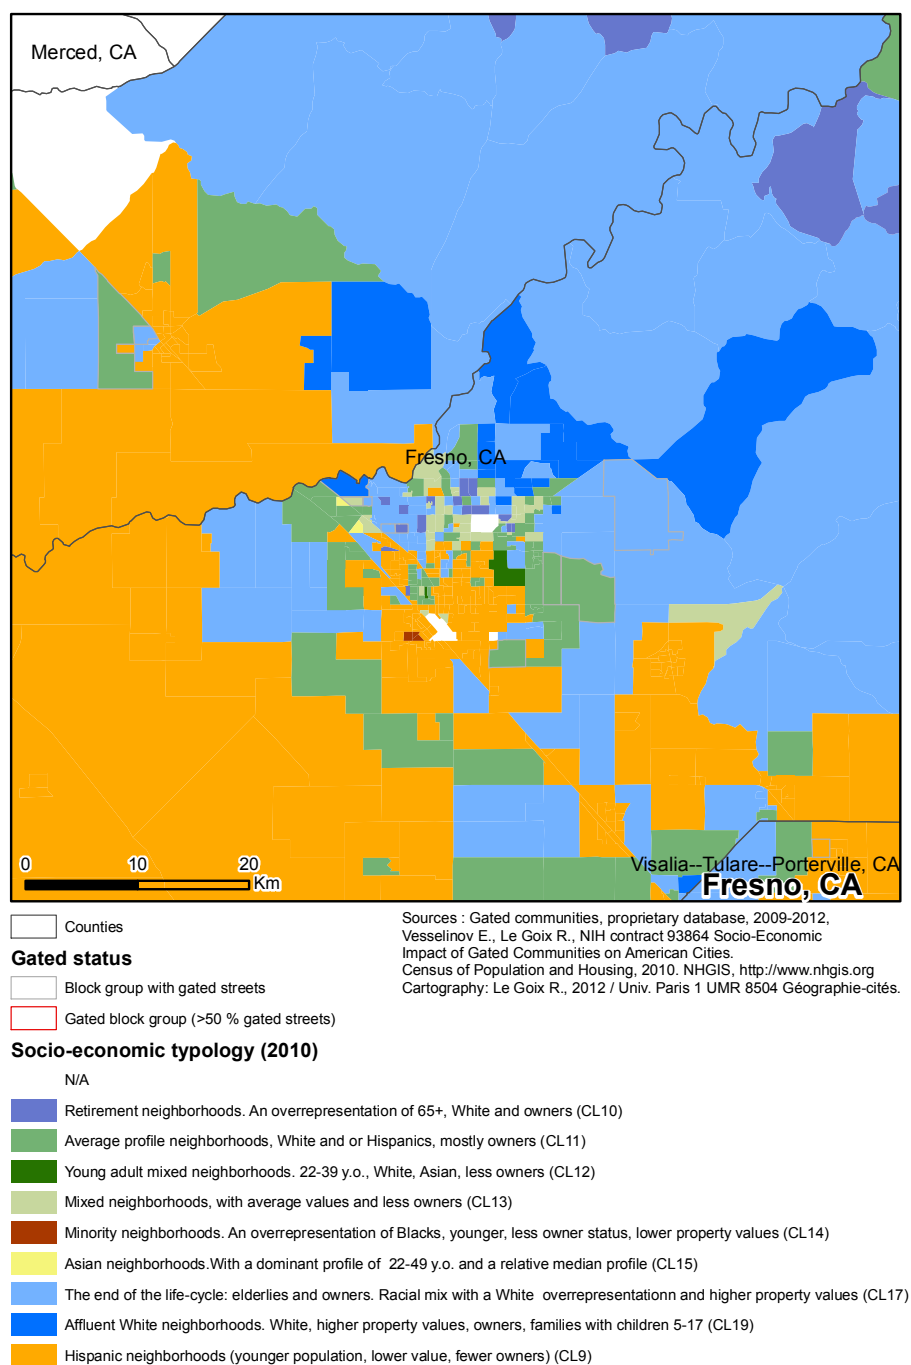 Merced, CA
Fresno, CA
Visalia--Tulare--Porterville, CA
Fresno, CA
0 10 20
Km
Counties
Gated status
Block group with gated streets
Gated block group (>50 % gated streets)
Sources : Gated communities, proprietary database, 2009-2012,
Vesselinov E., Le Goix R., NIH contract 93864 Socio-Economic
Impact of Gated Communities on American Cities.
Census of Population and Housing, 2010. NHGIS, http://www.nhgis.org
Cartography: Le Goix R., 2012 / Univ. Paris 1 UMR 8504 Géographie-cités.
Socio-economic typology (2010)
N/A
Retirement neighborhoods. An overrepresentation of 65+, White and owners (CL10)
Average profile neighborhoods, White and or Hispanics, mostly owners (CL11)
Young adult mixed neighborhoods. 22-39 y.o., White, Asian, less owners (CL12)
Mixed neighborhoods, with average values and less owners (CL13)
Minority neighborhoods. An overrepresentation of Blacks, younger, less owner status, lower property values (CL14)
Asian neighborhoods.With a dominant profile of 22-49 y.o. and a relative median profile (CL15)
The end of the life-cycle: elderlies and owners. Racial mix with a White overrepresentationn and higher property values (CL17)
Affluent White neighborhoods. White, higher property values, owners, families with children 5-17 (CL19)
Hispanic neighborhoods (younger population, lower value, fewer owners) (CL9)